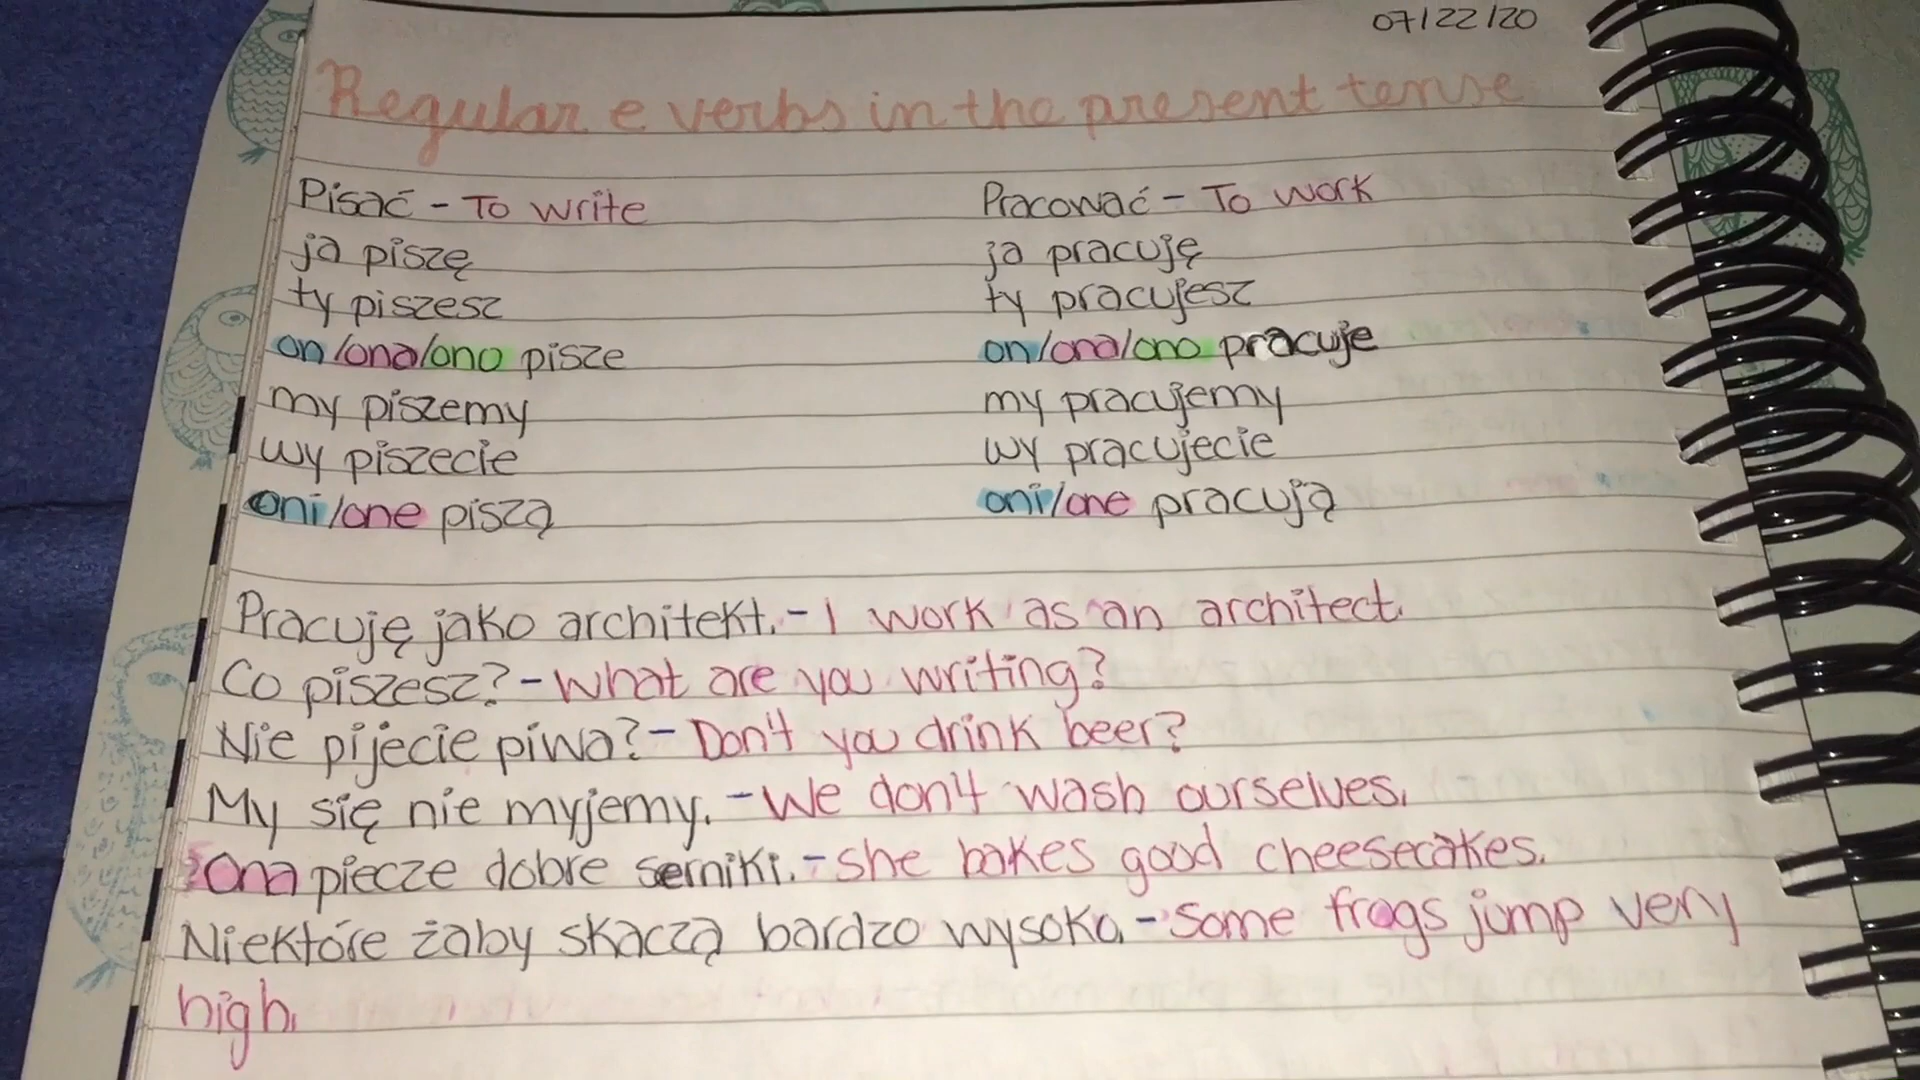 07/22/20
Regular e verbs in the present tense
Pisać - To write
ja piszę
ty piszesz
on/ona/ono pisze
my piszemy
wy piszecie
oni/one piszą
Pracować - To work
ja pracuję
ty pracujesz
on/ona/ono pracuje
my pracujemy
wy pracujecie
oni/one pracują
Pracuję jako architekt. - I work as an architect.
Co piszesz? - What are you writing?
Nie pijecie piwa? - Don't you drink beer?
My się nie myjemy. - We don't wash ourselves.
Ona piecze dobre serniki. - She bakes good cheesecakes.
Niektóre żaby skaczą bardzo wysoko. - Some frogs jump very
high.